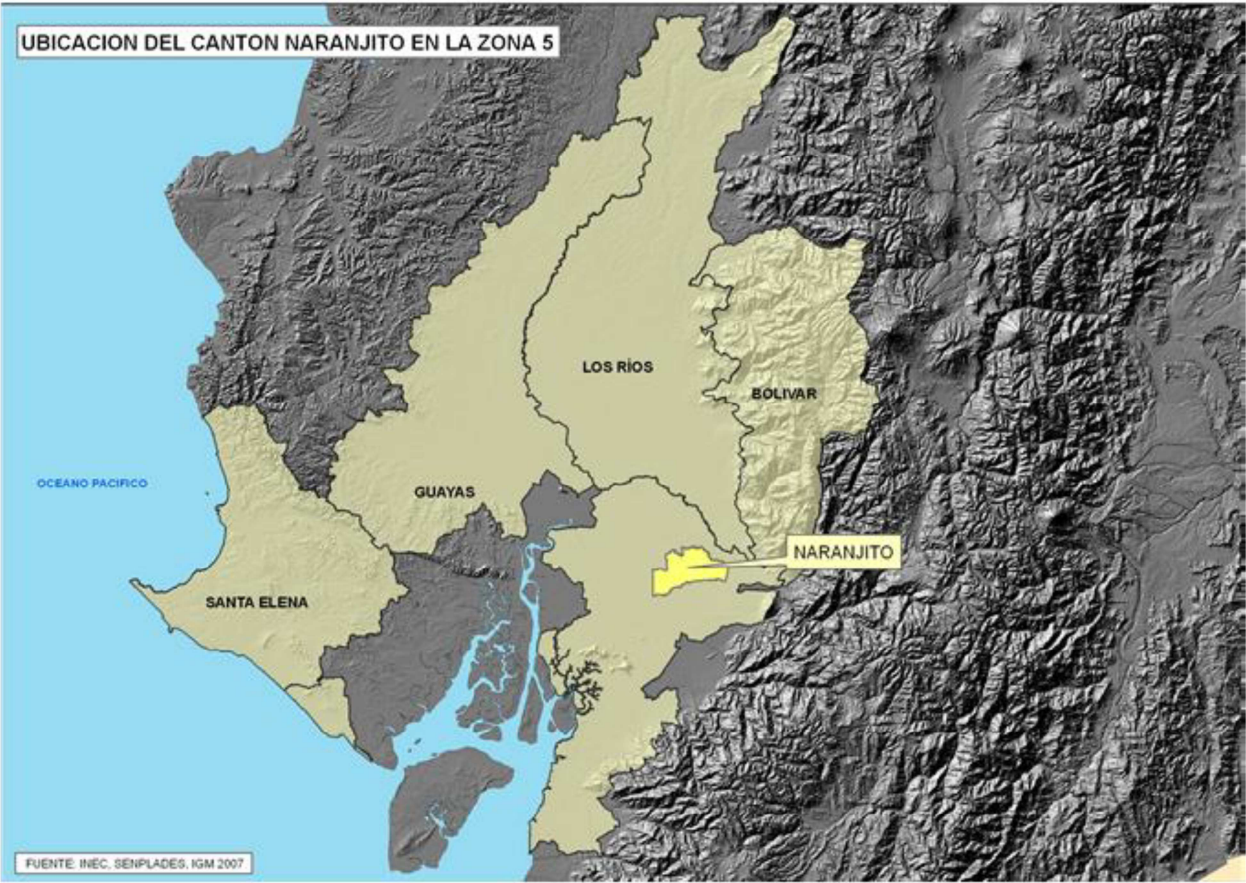 UBICACION DEL CANTON NARANJITO EN LA ZONA 5
LOS RÍOS
BOLIVAR
OCEANO PACIFICO
GUAYAS
NARANJITO
SANTA ELENA
FUENTE: INEC, SENPLADES, IGM 2007